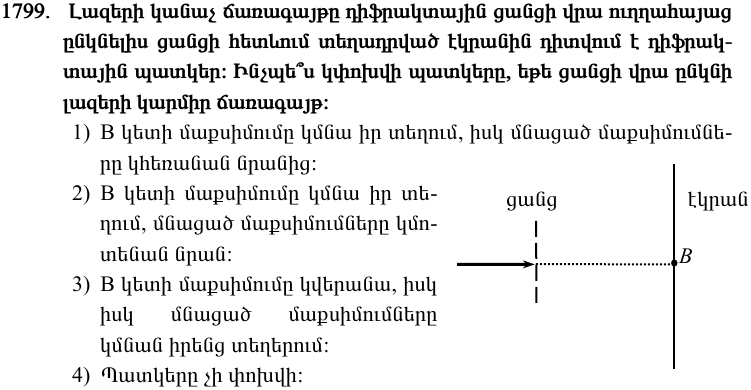 1799. Լազերի կանաչ ճառագայթը դիֆրակտային ցանցի վրա ուղղահայաց
ընկնելիս ցանցի հետևում տեղադրված էկրանին դիտվում է դիֆրակ-
տային պատկեր: Ինչպե՞ս կփոխվի պատկերը, եթե ցանցի վրա ընկնի
լազերի կարմիր ճառագայթ:
1) B կետի մաքսիմումը կմնա իր տեղում, իսկ մնացած մաքսիմումնե-
րը կհեռանան նրանից:
2) B կետի մաքսիմումը կմնա իր տե-
ղում, մնացած մաքսիմումները կմո-
տենան նրան:
3) B կետի մաքսիմումը կվերանա, իսկ
իսկ մնացած մաքսիմումները
կմնան իրենց տեղերում:
4) Պատկերը չի փոխվի:
ցանց
էկրան
B